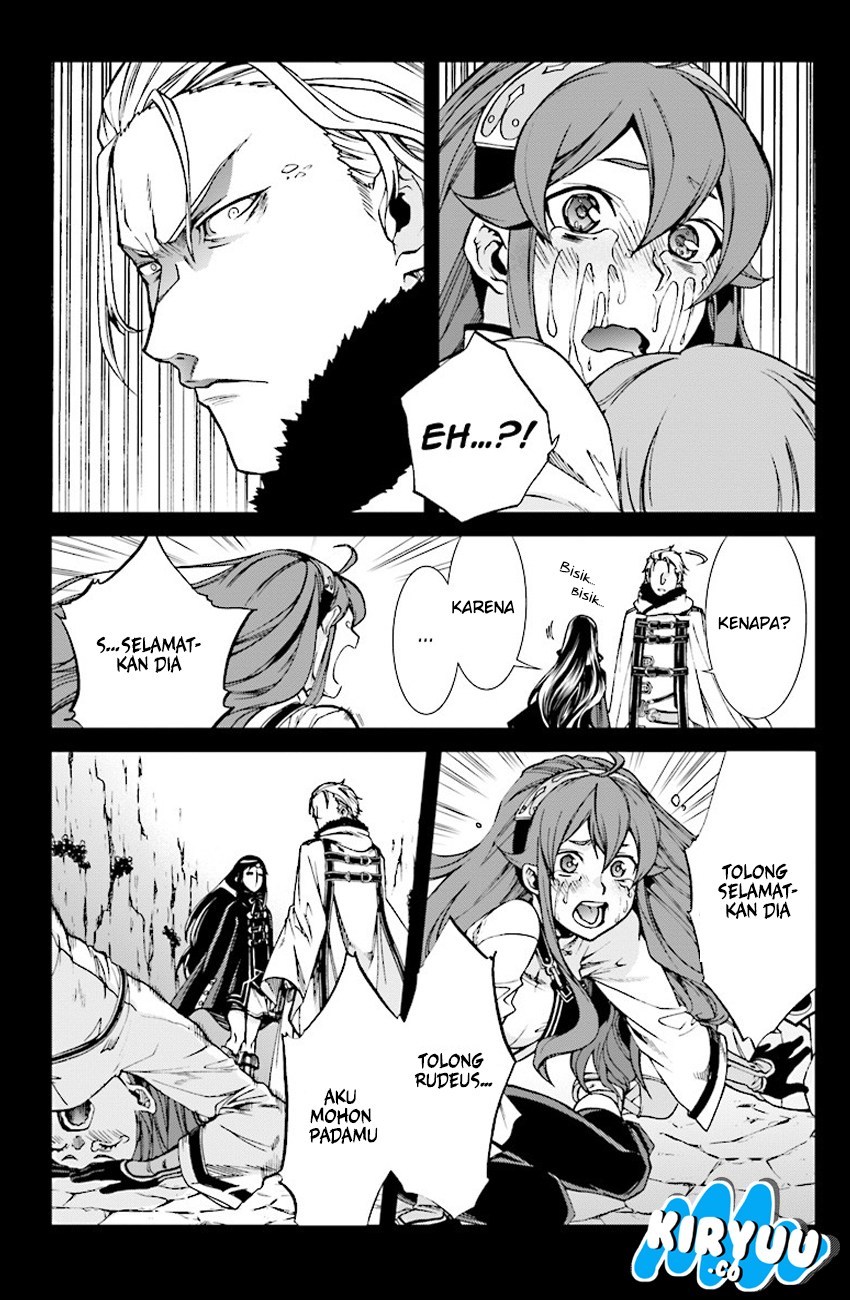 EH...?!
KENAPA?
BISIK...
BISIK...
KARENA
...
S...SELAMAT-
KAN DIA
TOLONG
SELAMAT-
KAN DIA
TOLONG
RUDEUS...
AKU
MOHON
PADAMU
KIRYUU
.CO